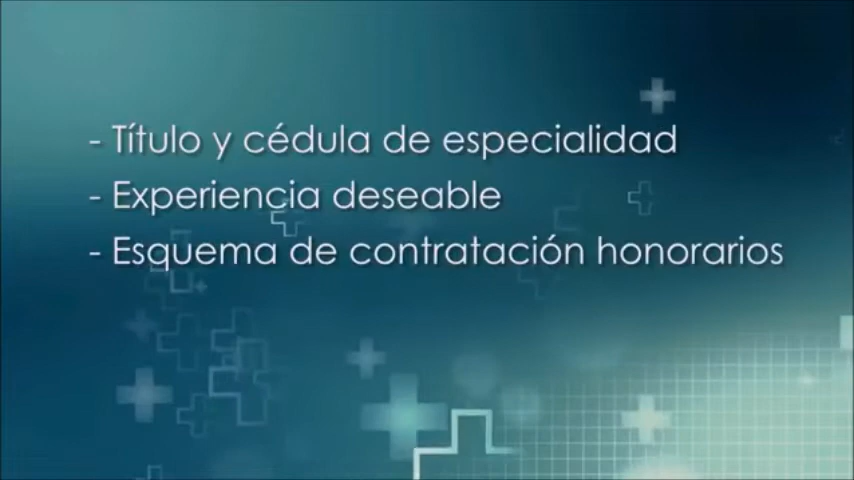 - Título y cédula de especialidad
- Experiencia deseable
- Esquema de contratación honorarios